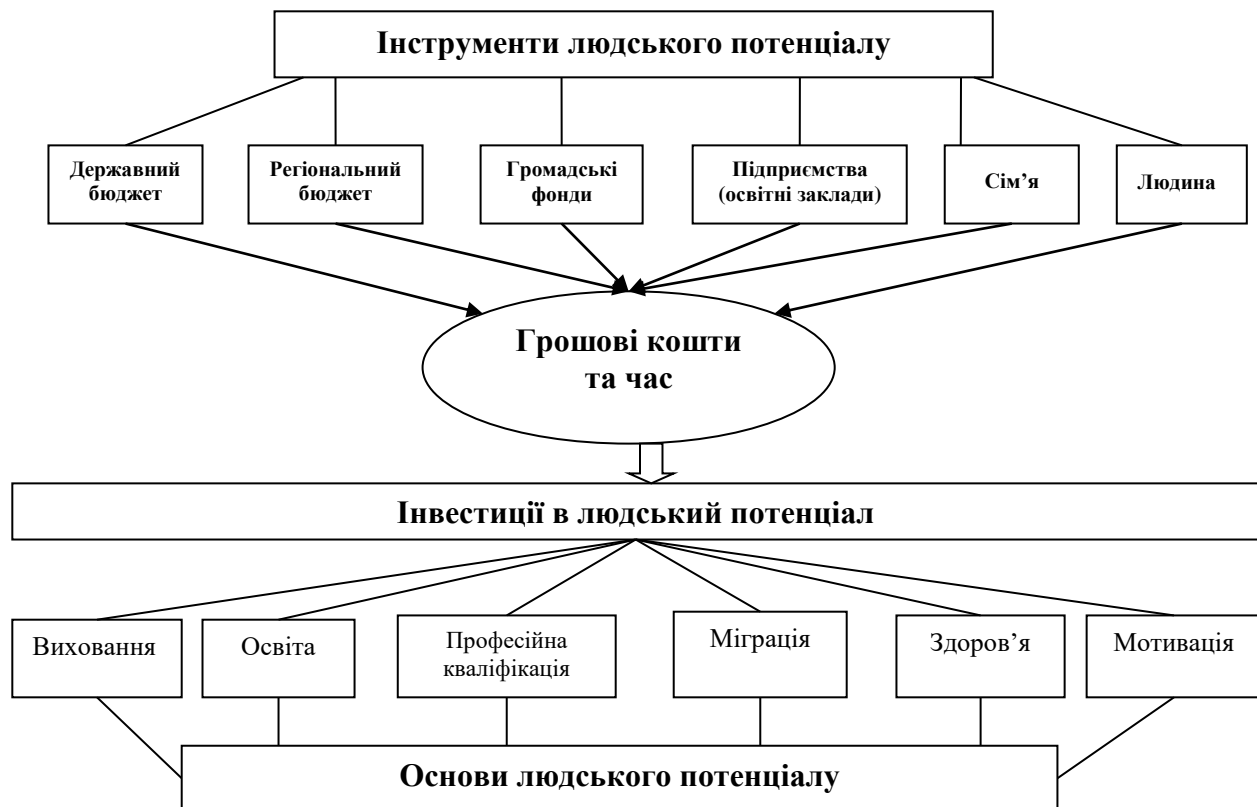 Інструменти людського потенціалу
Державний
бюджет
Регіональний
бюджет
Громадські
фонди
Підприємства
(освітні заклади)
Сім’я
Людина
Грошові кошти
та час
Інвестиції в людський потенціал
Виховання
Освіта
Професійна
кваліфікація
Міграція
Здоров’я
Мотивація
Основи людського потенціалу